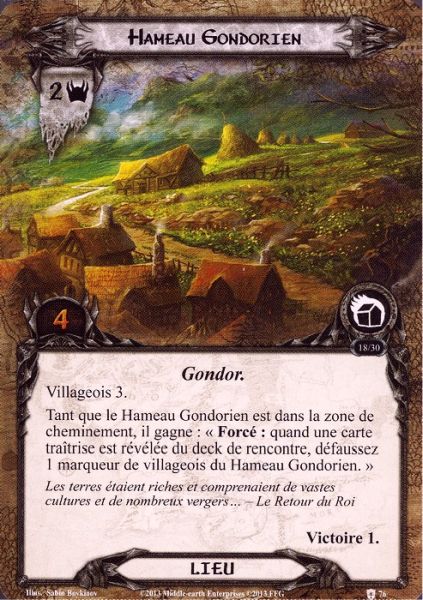 Hameau Gondorien
2
4
18/30
Gondor.
Villageois 3.
Tant que le Hameau Gondorien est dans la zone de
cheminement, il gagne : « Forcé : quand une carte
traîtrise est révélée du deck de rencontre, défaussez
1 marqueur de villageois du Hameau Gondorien. »
Les terres étaient riches et comprenaient de vastes
cultures et de nombreux vergers… – Le Retour du Roi
Victoire 1.
LIEU
Illus. Sabin Boykinov ©2013 Middle-earth Enterprises ©2013 FFG 76